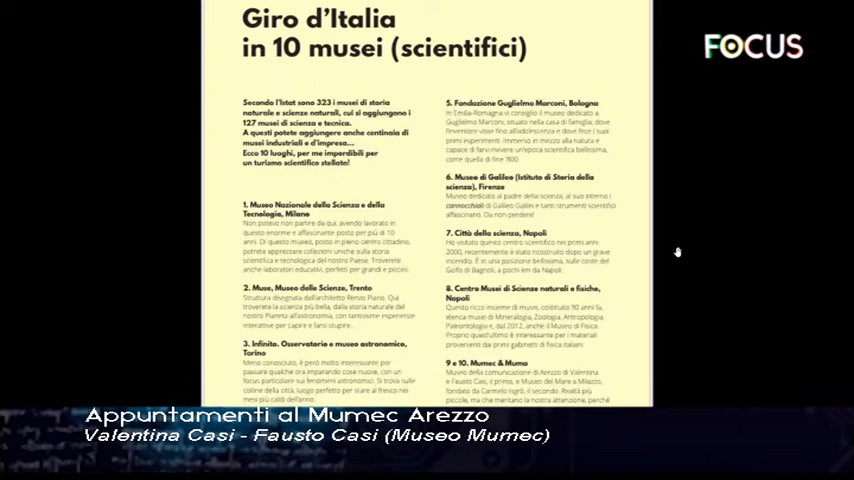 Giro d'Italia
in 10 musei (scientifici)
FOCUS
Secondo l'Istat sono 323 i musei di storia
naturale e scienze naturali, cui si aggiungono i
127 musei di scienza e tecnica.
A questi potete aggiungere anche centinaia di
musei industriali e d'impresa...
Ecco 10 luoghi, per me imperdibili per
un turismo scientifico stellato!
1. Museo Nazionale della Scienza e della
Tecnologia, Milano
Non potevo non partire da qui, avendo lavorato in
questo enorme e affascinante posto per più di 10
anni. Di questo museo, posto in pieno centro cittadino,
potrete apprezzare collezioni uniche sulla storia
scientifica e tecnologica del nostro Paese. Troverete
anche laboratori educativi, perfetti per grandi e piccini.
2. Muse, Museo delle Scienze, Trento
Struttura disegnata dall'architetto Renzo Piano. Qui
troverete la scienza più bella, dalla storia naturale del
nostro Pianeta all'astronomia, con tantissime esperienze
interattive per capire e farsi stupire.
3. Infinito. Osservatorio e museo astronomico,
Torino
Meno conosciuto, è però molto interessante per
passare qualche ora imparando cose nuove, con un
focus particolare sui fenomeni astronomici. Si trova sulle
colline della città, luogo perfetto per stare al fresco nei
mesi più caldi dell'anno.
5. Fondazione Guglielmo Marconi, Bologna
In Emilia-Romagna vi consiglio il museo dedicato a
Guglielmo Marconi, situato nella casa di famiglia, dove
l'inventore visse fino all'adolescenza e dove fece i suoi
primi esperimenti. Immerso in mezzo alla natura e
capace di farvi rivivere un'epoca scientifica bellissima,
come quella di fine '800.
6. Museo di Galileo (Istituto di Storia della
scienza), Firenze
Museo dedicato al padre della scienza, al suo interno i
cannocchiali di Galileo Galilei e tanti strumenti scientifici
affascinanti. Da non perdere!
7. Città della scienza, Napoli
Ho visitato questo centro scientifico nei primi anni
2000, recentemente è stato ricostruito dopo un grave
incendio. È in una posizione bellissima, sulle coste del
Golfo di Bagnoli, a pochi km da Napoli.
8. Centro Musei di Scienze naturali e fisiche,
Napoli
Questo ricco insieme di musei, costituito 30 anni fa,
elenca musei di Mineralogia, Zoologia, Antropologia,
Paleontologia e, dal 2012, anche il Museo di Fisica.
Proprio quest'ultimo è interessante per i materiali
provenienti dai primi gabinetti di fisica italiani.
9 e 10. Mumec & Muma
Museo della comunicazione di Arezzo di Valentina
e Fausto Casi, il primo, e Museo del Mare a Milazzo,
fondato da Carmelo Isgrò, il secondo. Realtà più
piccole, ma che meritano la nostra attenzione, perché
Appuntamenti al Mumec Arezzo
Valentina Casi - Fausto Casi (Museo Mumec)